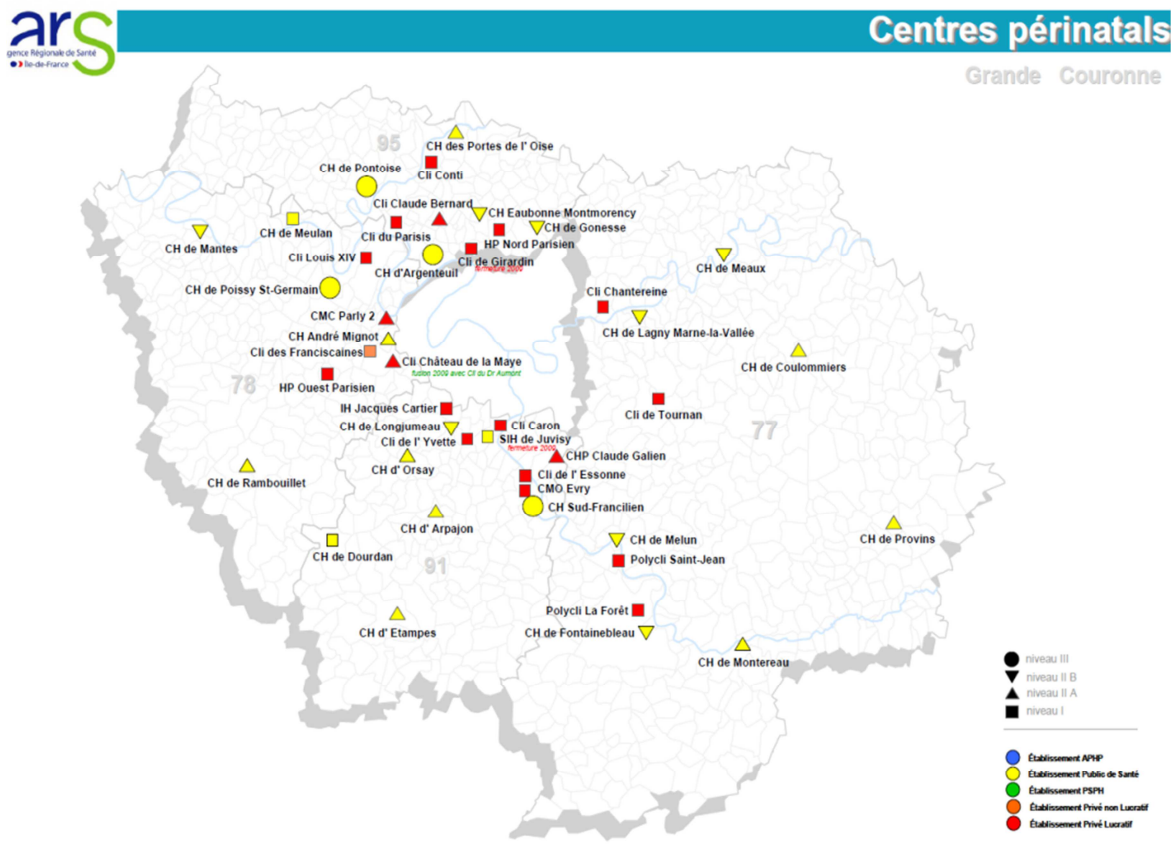 ars
gence Régionale de Santé
Île-de-France
Centres périnatals
Grande Couronne
95
CH des Portes de l' Oise
CH de Pontoise
Cli Conti
Cli Claude Bernard
CH Eaubonne Montmorency
CH de Meulan
Cli du Parisis
CH de Gonesse
CH de Mantes
HP Nord Parisien
Cli Louis XIV
Cli de Girardin
fermeture 2009
CH d'Argenteuil
CH de Meaux
CH de Poissy St-Germain
Cli Chantereine
CMC Parly 2
CH de Lagny Marne-la-Vallée
CH André Mignot
Cli des Franciscaines
Cli Château de la Maye
fusion 2009 avec Cli du Dr Aumont
CH de Coulommiers
78
HP Ouest Parisien
IH Jacques Cartier
Cli de Tournan
77
CH de Longjumeau
Cli Caron
Cli de l' Yvette
SIH de Juvisy
fermeture 2009
CHP Claude Galien
CH d' Orsay
CH de Rambouillet
Cli de l' Essonne
CMO Evry
CH Sud-Francilien
CH d' Arpajon
CH de Provins
CH de Dourdan
CH de Melun
Polycli Saint-Jean
91
Polycli La Forêt
CH d' Etampes
CH de Fontainebleau
CH de Montereau
niveau III
niveau II B
niveau II A
niveau I
Établissement APHP
Établissement Public de Santé
Établissement PSPH
Établissement Privé non Lucratif
Établissement Privé Lucratif